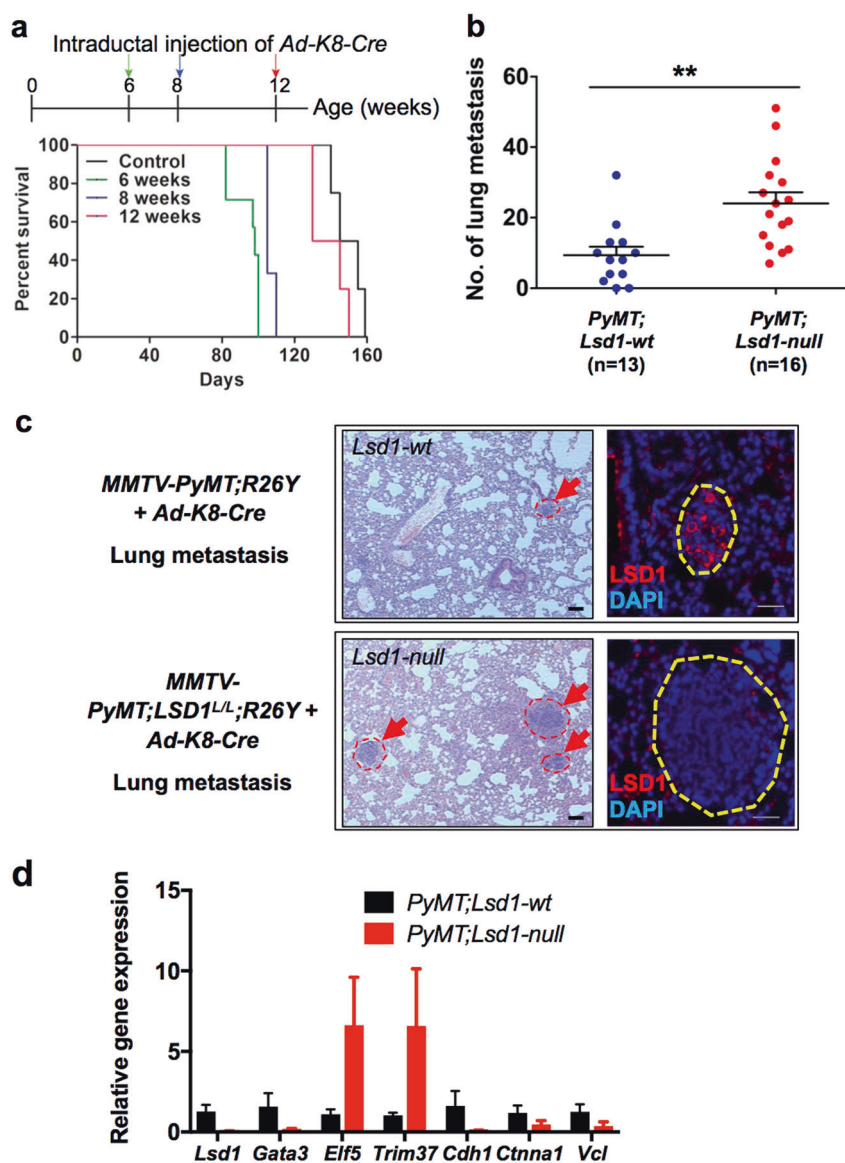 a
Intraductal injection of Ad-K8-Cre
0 6 8 12
Age (weeks)
Percent survival
100
80
60
40
20
0
Control
6 weeks
8 weeks
12 weeks
0 40 80 120 160
Days
b
**
No. of lung metastasis
60
40
20
0
PyMT; PyMT;
Lsd1-wt Lsd1-null
(n=13) (n=16)
c
MMTV-PyMT;R26Y
+ Ad-K8-Cre
Lung metastasis
Lsd1-wt
LSD1
DAPI
MMTV-
PyMT;LSD1L/L;R26Y +
Ad-K8-Cre
Lung metastasis
Lsd1-null
LSD1
DAPI
d
Relative gene expression
15
10
5
0
PyMT;Lsd1-wt
PyMT;Lsd1-null
Lsd1 Gata3 Elf5 Trim37 Cdh1 Ctnna1 Vcl